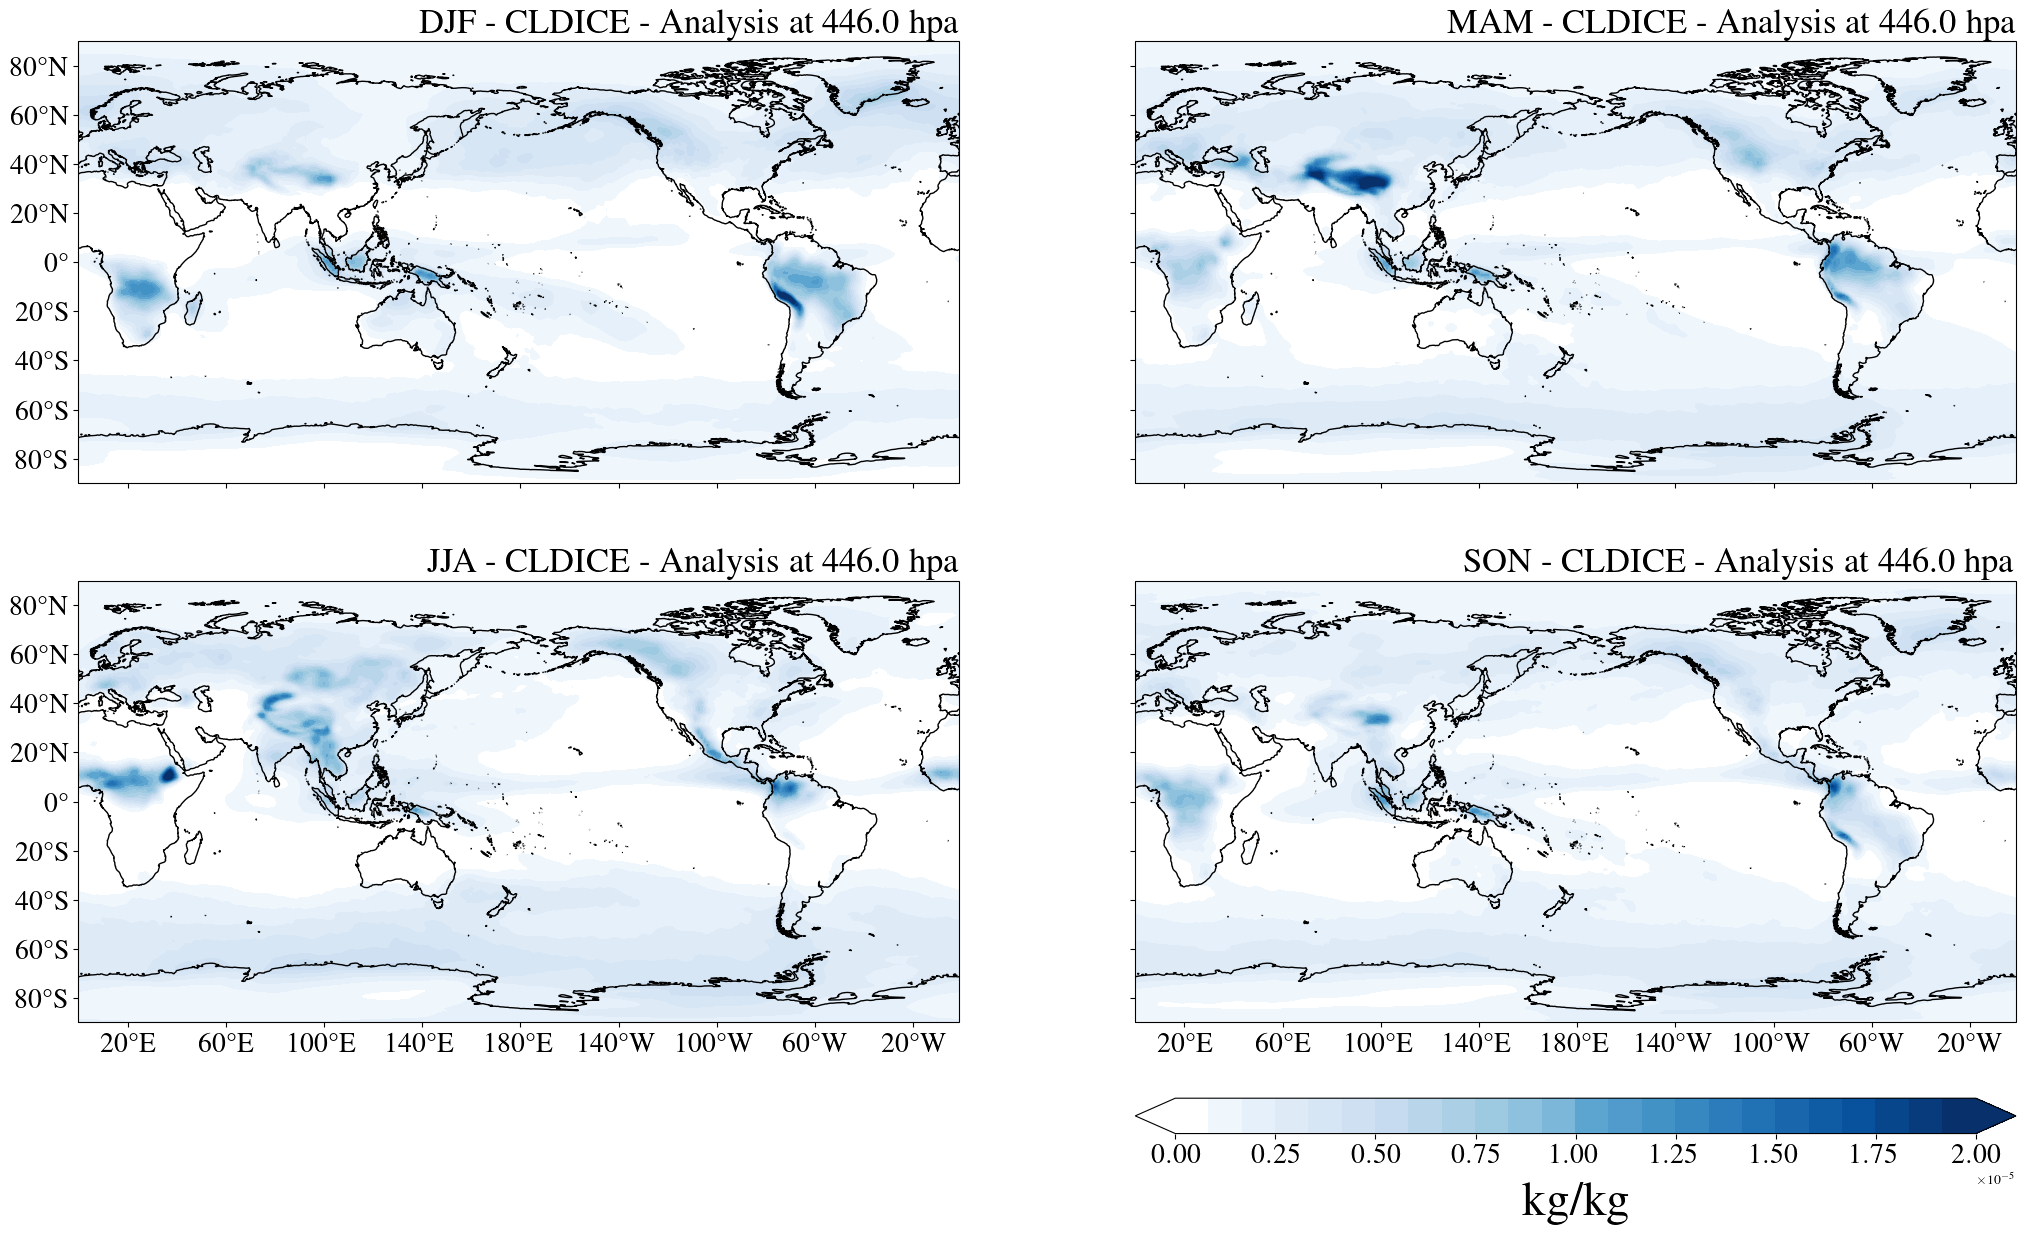 DJF - CLDICE - Analysis at 446.0 hpa
MAM - CLDICE - Analysis at 446.0 hpa
80°N
60°N
40°N
20°N
0°
20°S
40°S
60°S
80°S
JJA - CLDICE - Analysis at 446.0 hpa
SON - CLDICE - Analysis at 446.0 hpa
80°N
60°N
40°N
20°N
0°
20°S
40°S
60°S
80°S
20°E 60°E 100°E 140°E 180°E 140°W 100°W 60°W 20°W
20°E 60°E 100°E 140°E 180°E 140°W 100°W 60°W 20°W
0.00 0.25 0.50 0.75 1.00 1.25 1.50 1.75 2.00
×10⁻⁵
kg/kg